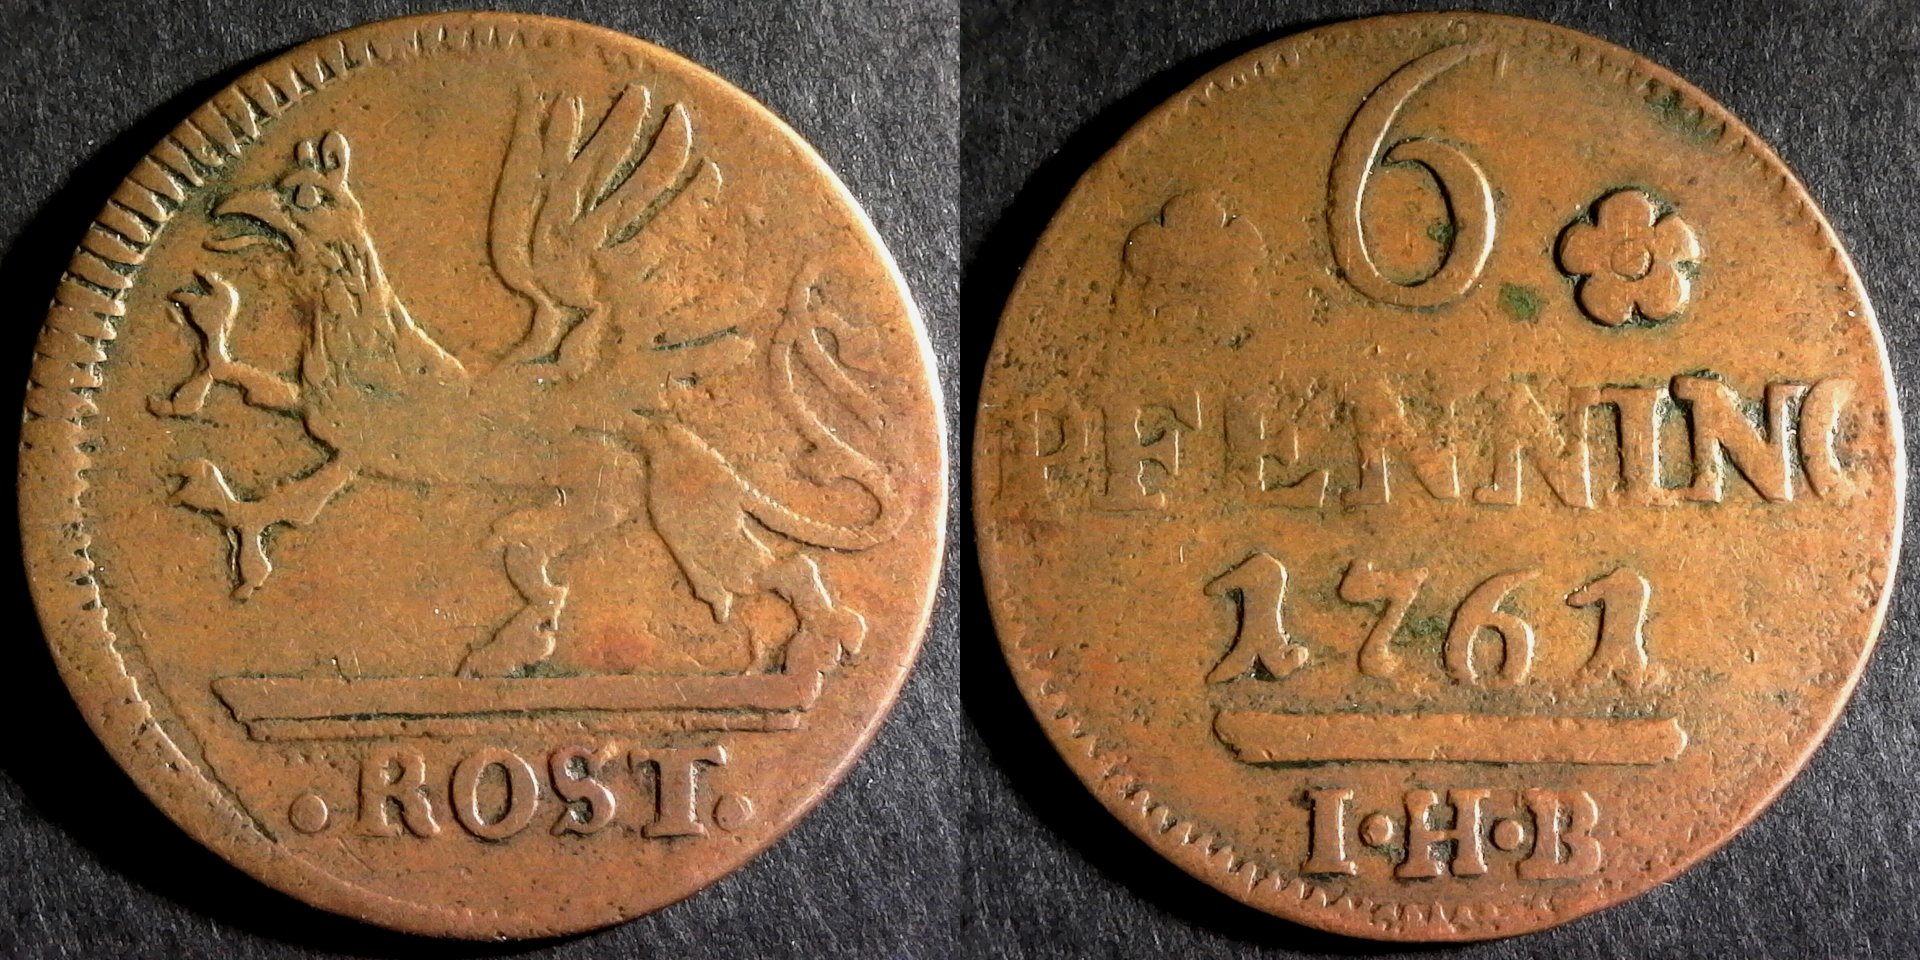 ·ROST·
6
PFENNING
1761
I·H·B